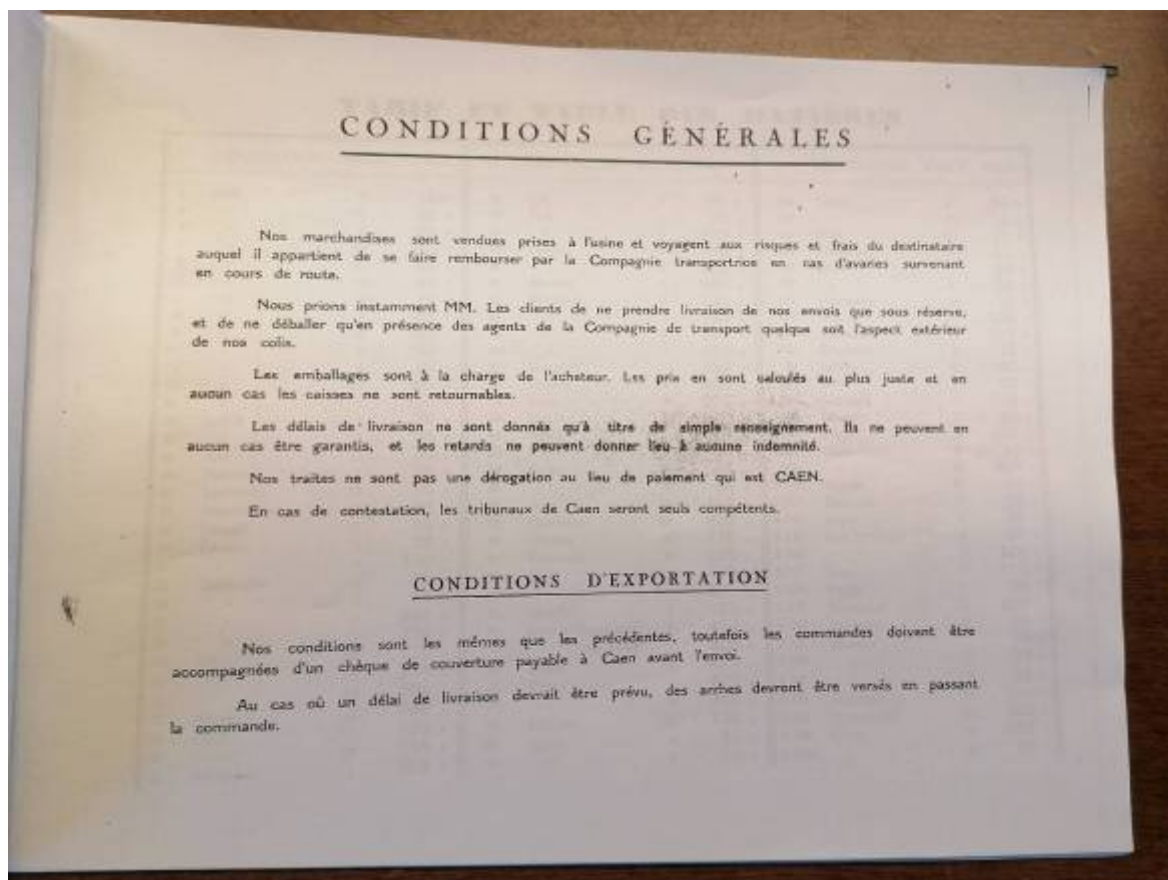 CONDITIONS GÉNÉRALES
Nos marchandises sont vendues prises à l'usine et voyagent aux risques et frais du destinataire
auquel il appartient de se faire rembourser par la Compagnie transportrice en cas d'avaries survenant
en cours de route.
Nous prions instamment MM. Les clients de ne prendre livraison de nos envois que sous réserve,
et de ne déballer qu'en présence des agents de la Compagnie de transport quelque soit l'aspect extérieur
de nos colis.
Les emballages sont à la charge de l'acheteur. Les prix en sont calculés au plus juste et en
aucun cas les caisses ne sont retournables.
Les délais de livraison ne sont donnés qu'à titre de simple renseignement. Ils ne peuvent en
aucun cas être garantis, et les retards ne peuvent donner lieu à aucune indemnité.
Nos traites ne sont pas une dérogation au lieu de paiement qui est CAEN.
En cas de contestation, les tribunaux de Caen seront seuls compétents.
CONDITIONS D'EXPORTATION
Nos conditions sont les mêmes que les précédentes, toutefois les commandes doivent être
accompagnées d'un chèque de couverture payable à Caen avant l'envoi.
Au cas où un délai de livraison devrait être prévu, des arrhes devront être versés en passant
la commande.